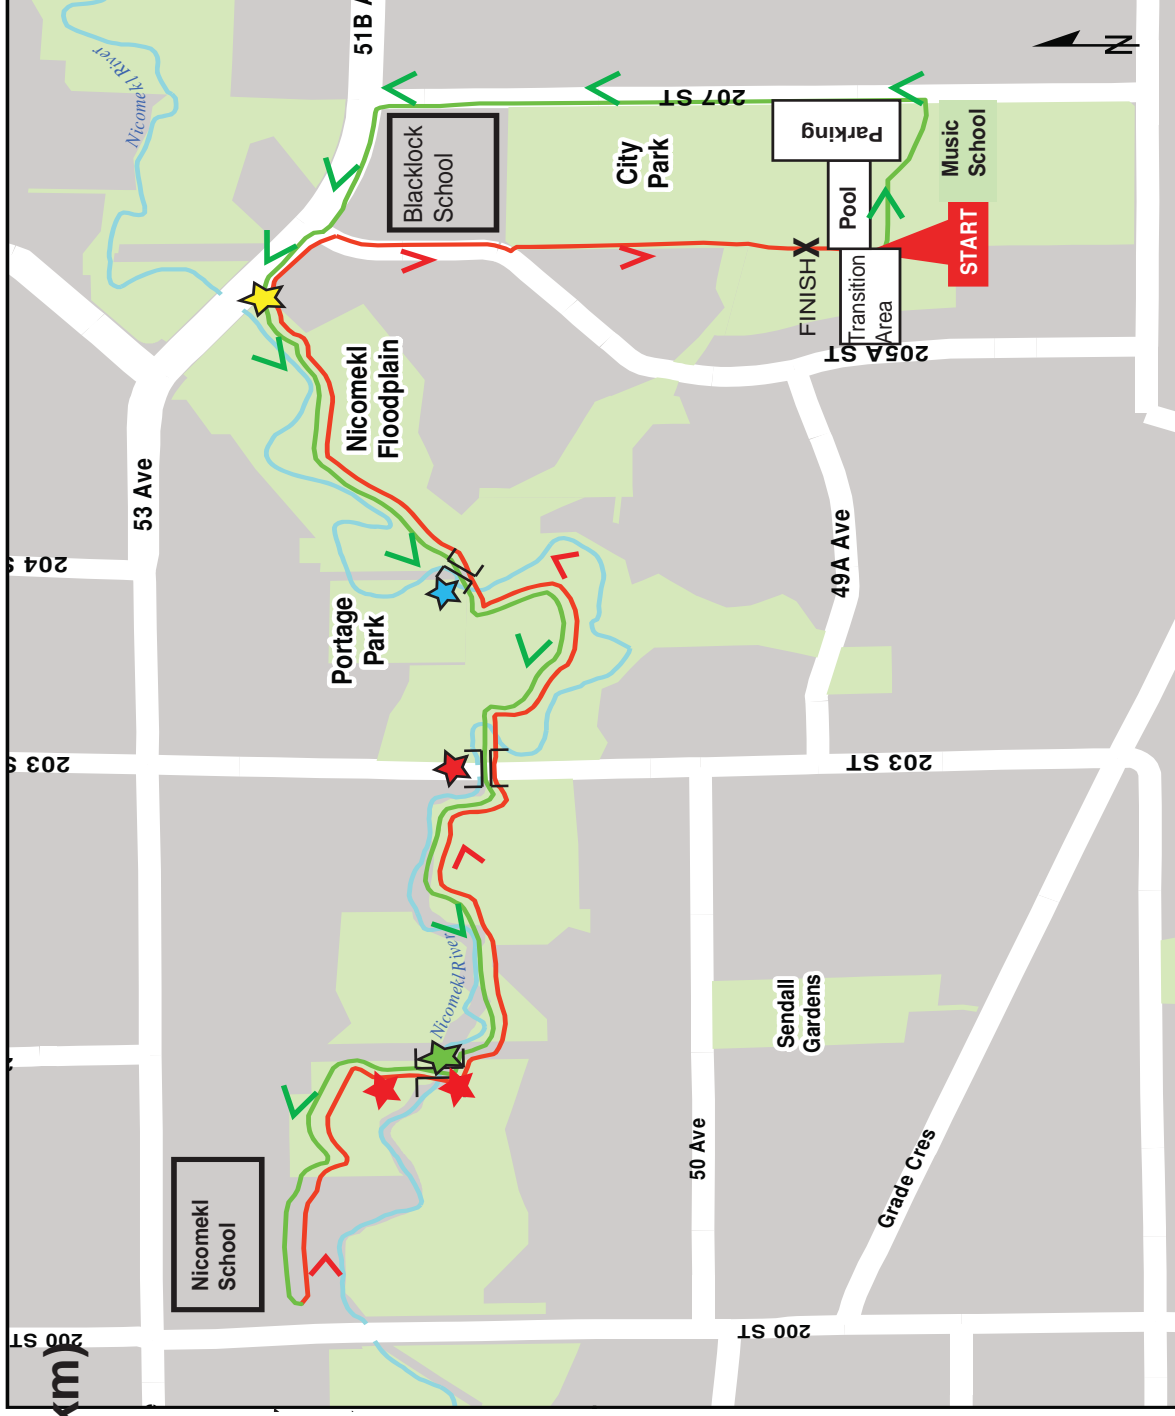 Nicomekl River
51B A
N
207 ST
Parking
Music
School
Blacklock
School
City
Park
Pool
START
FINISH
X
Transition
Area
205A ST
Nicomekl
Floodplain
53 Ave
204 S
49A Ave
Portage
Park
203 S
203 ST
Nicomekl River
Sendall
Gardens
50 Ave
Grade Cres
Nicomekl
School
200 ST
200 ST
km)